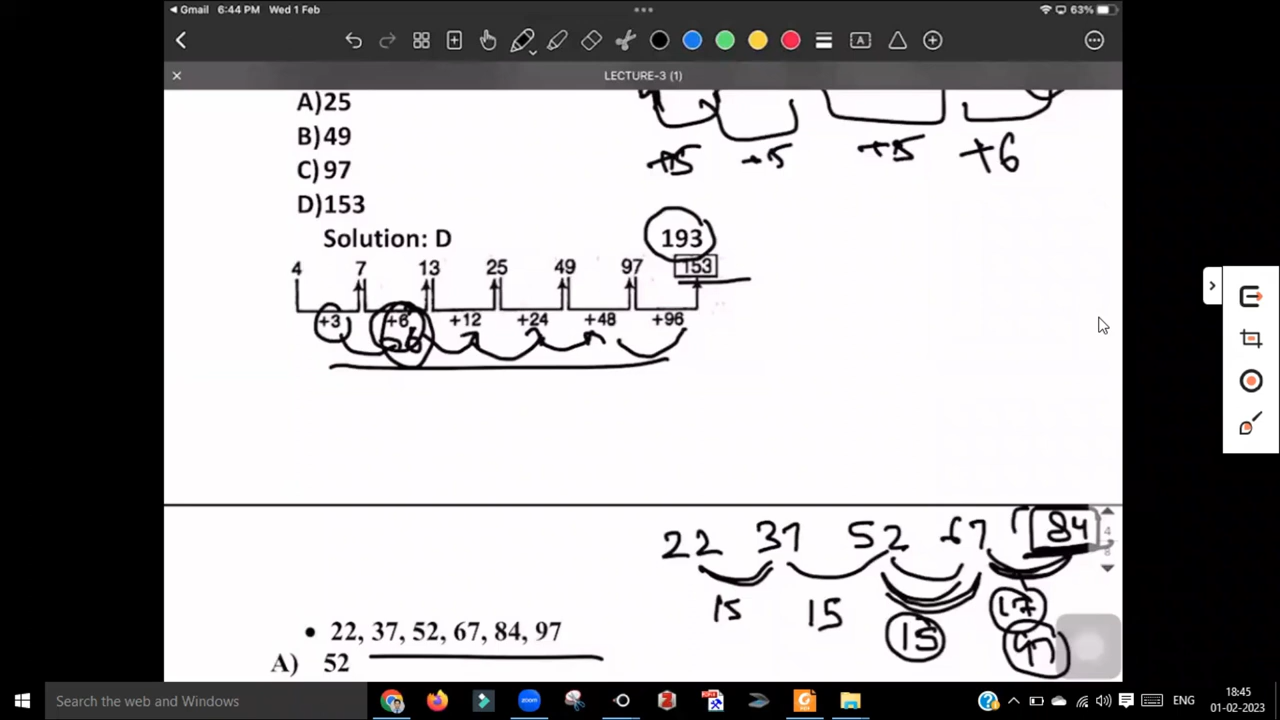 Gmail 6:44 PM Wed 1 Feb
63%
LECTURE-3 (1)
A)25
B)49
C)97
D)153
+5 +5 +5 +6
Solution: D
193
4 7 13 25 49 97 153
+3 +6 +12 +24 +48 +96
22 37 52 67 84
15 15 15 17
• 22, 37, 52, 67, 84, 97
A) 52
Search the web and Windows
zoom
ENG
18:45
01-02-2023